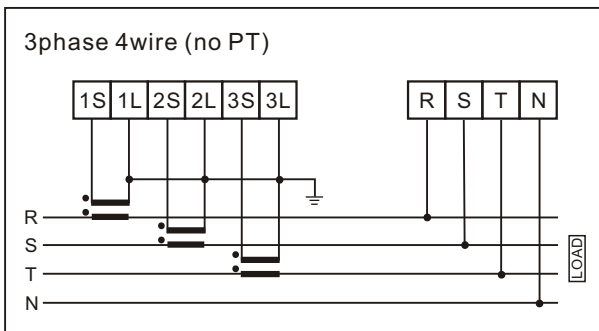 3phase 4wire (no PT)
1S 1L 2S 2L 3S 3L
R S T N
R
S
T
N
LOAD